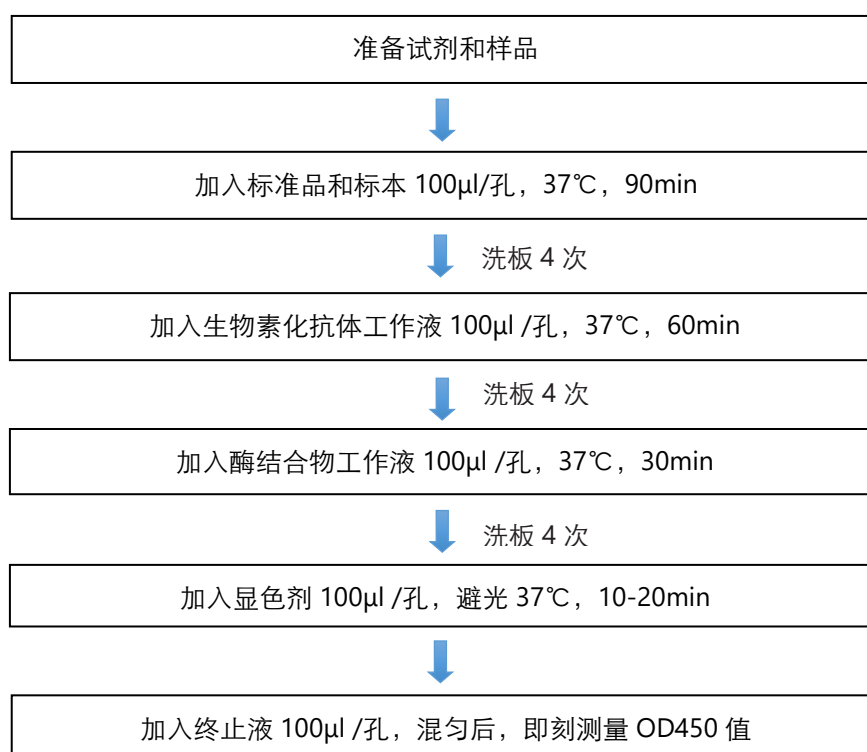 准备试剂和样品
加入标准品和标本 100μl/孔，37℃，90min
洗板 4 次
加入生物素化抗体工作液 100μl /孔，37℃，60min
洗板 4 次
加入酶结合物工作液 100μl /孔，37℃，30min
洗板 4 次
加入显色剂 100μl /孔，避光 37℃，10-20min
加入终止液 100μl /孔，混匀后，即刻测量 OD450 值